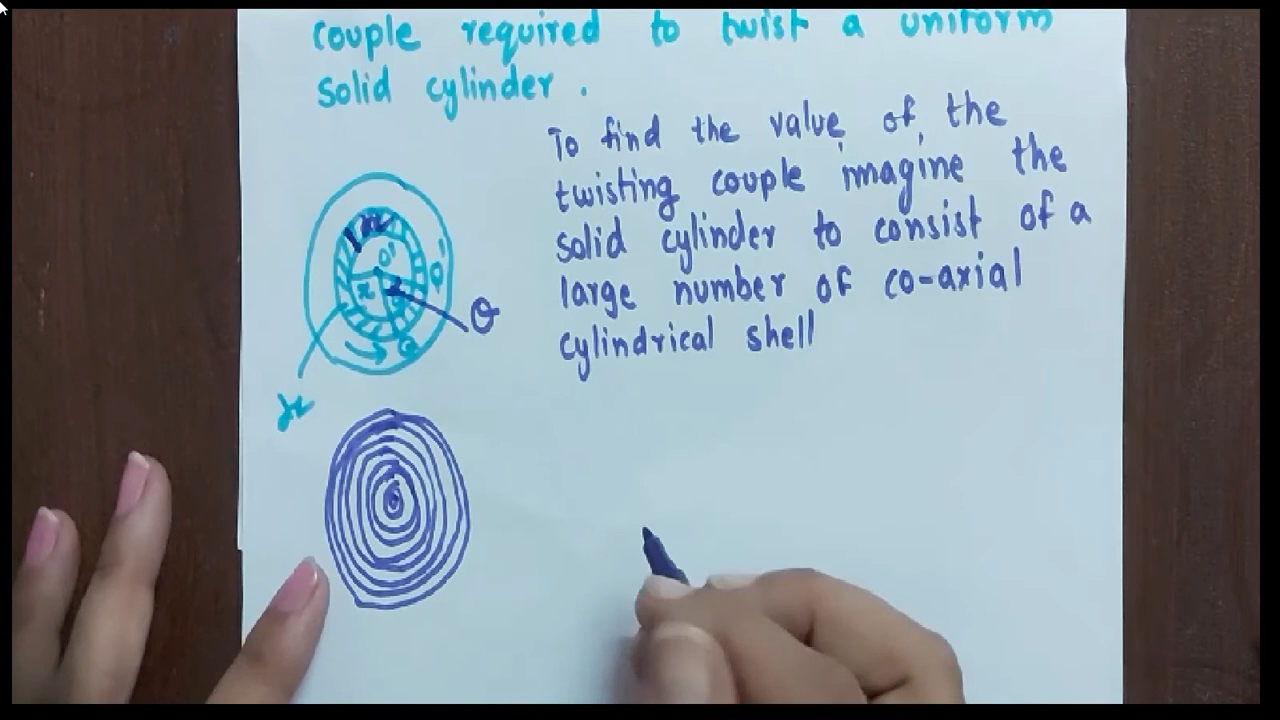 couple required to twist a uniform
solid cylinder.
To find the value of the
twisting couple imagine the
solid cylinder to consist of a
large number of co-axial
cylindrical shell
O'
x
θ